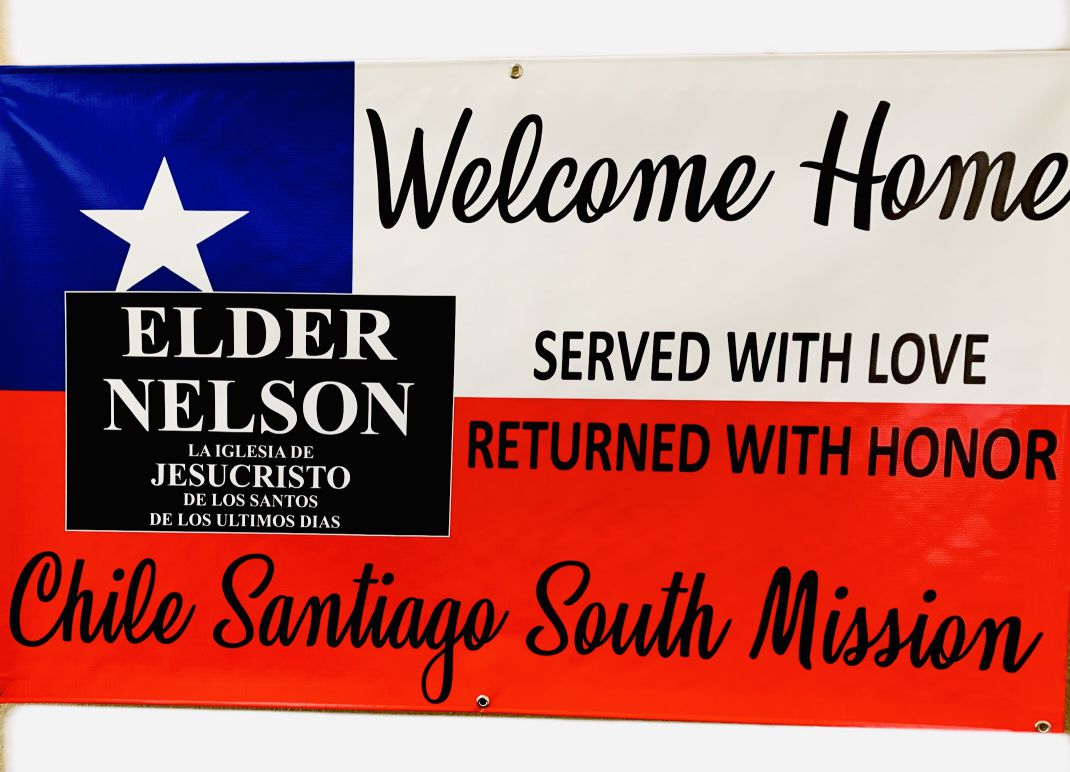 Welcome Home
SERVED WITH LOVE
RETURNED WITH HONOR
ELDER
NELSON
LA IGLESIA DE
JESUCRISTO
DE LOS SANTOS
DE LOS ULTIMOS DIAS
Chile Santiago South Mission